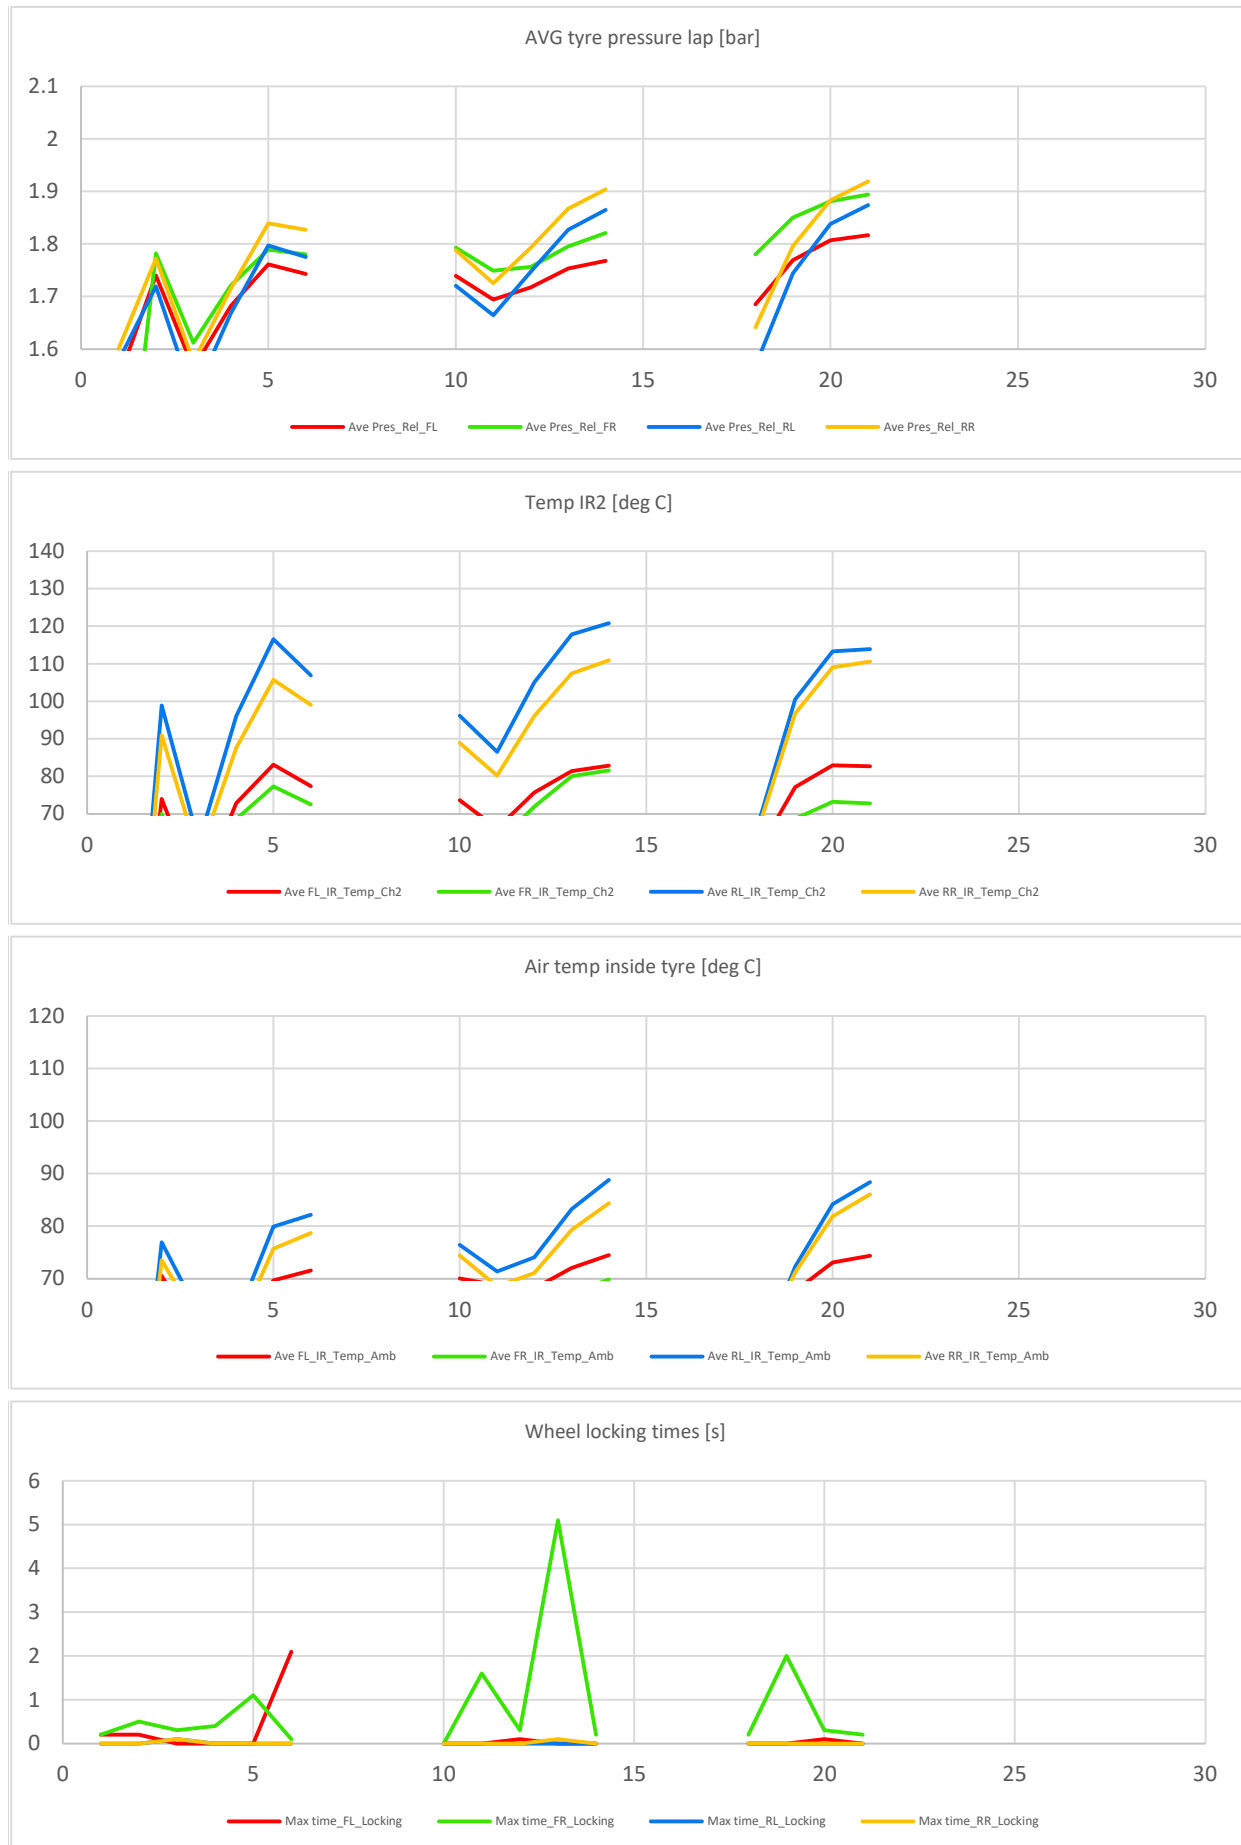 AVG tyre pressure lap [bar]
2.1
2
1.9
1.8
1.7
1.6
0 5 10 15 20 25 30
Ave Pres_Rel_FL Ave Pres_Rel_FR Ave Pres_Rel_RL Ave Pres_Rel_RR
Temp IR2 [deg C]
140
130
120
110
100
90
80
70
0 5 10 15 20 25 30
Ave FL_IR_Temp_Ch2 Ave FR_IR_Temp_Ch2 Ave RL_IR_Temp_Ch2 Ave RR_IR_Temp_Ch2
Air temp inside tyre [deg C]
120
110
100
90
80
70
0 5 10 15 20 25 30
Ave FL_IR_Temp_Amb Ave FR_IR_Temp_Amb Ave RL_IR_Temp_Amb Ave RR_IR_Temp_Amb
Wheel locking times [s]
6
5
4
3
2
1
0
0 5 10 15 20 25 30
Max time_FL_Locking Max time_FR_Locking Max time_RL_Locking Max time_RR_Locking